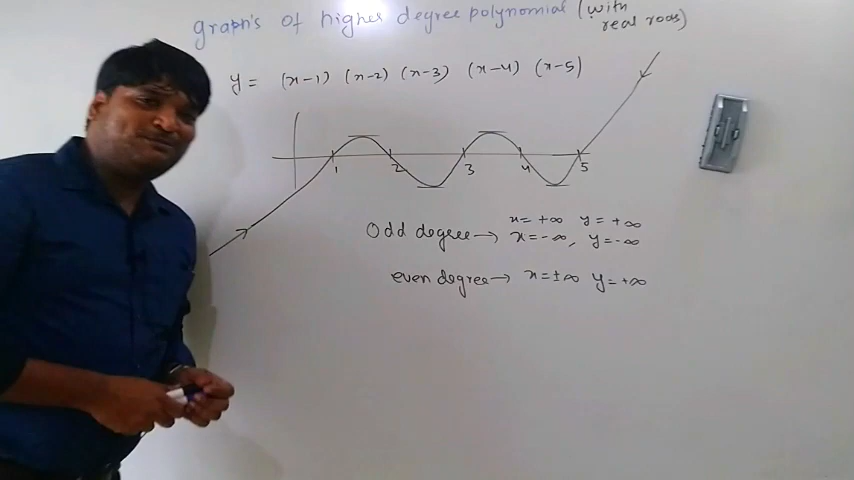 graph's of higher degree polynomial (with
real roos)
y = (x-1) (x-2) (x-3) (x-4) (x-5)
1 2 3 4 5
Odd degree → x=+∞ y=+∞
x=-∞, y=-∞
even degree → x=±∞ y=+∞